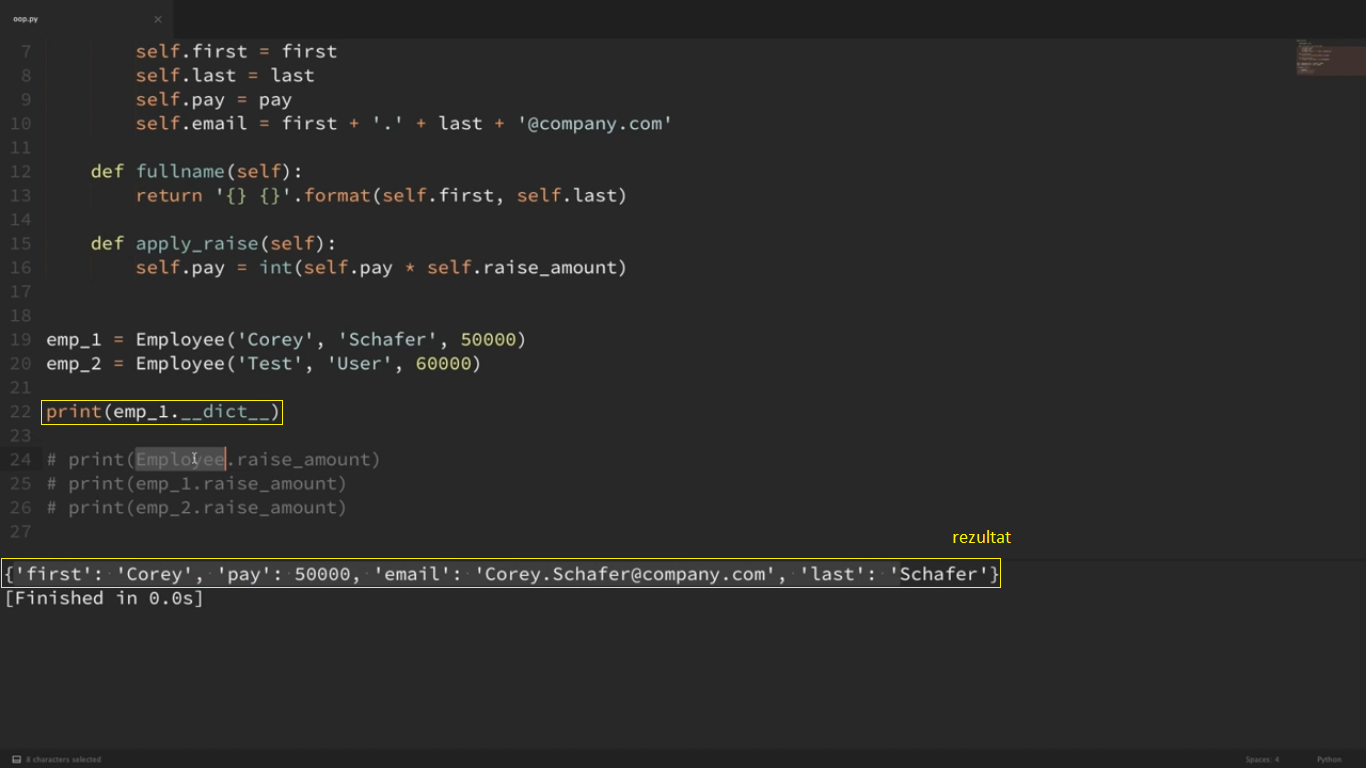 oop.py ×
7 self.first = first
8 self.last = last
9 self.pay = pay
10 self.email = first + '.' + last + '@company.com'
11
12 def fullname(self):
13 return '{} {}'.format(self.first, self.last)
14
15 def apply_raise(self):
16 self.pay = int(self.pay * self.raise_amount)
17
18
19 emp_1 = Employee('Corey', 'Schafer', 50000)
20 emp_2 = Employee('Test', 'User', 60000)
21
22 print(emp_1.__dict__)
23
24 # print(Employee.raise_amount)
25 # print(emp_1.raise_amount)
26 # print(emp_2.raise_amount)
27
rezultat
{'first': 'Corey', 'pay': 50000, 'email': 'Corey.Schafer@company.com', 'last': 'Schafer'}
[Finished in 0.0s]
8 characters selected Spaces: 4 Python